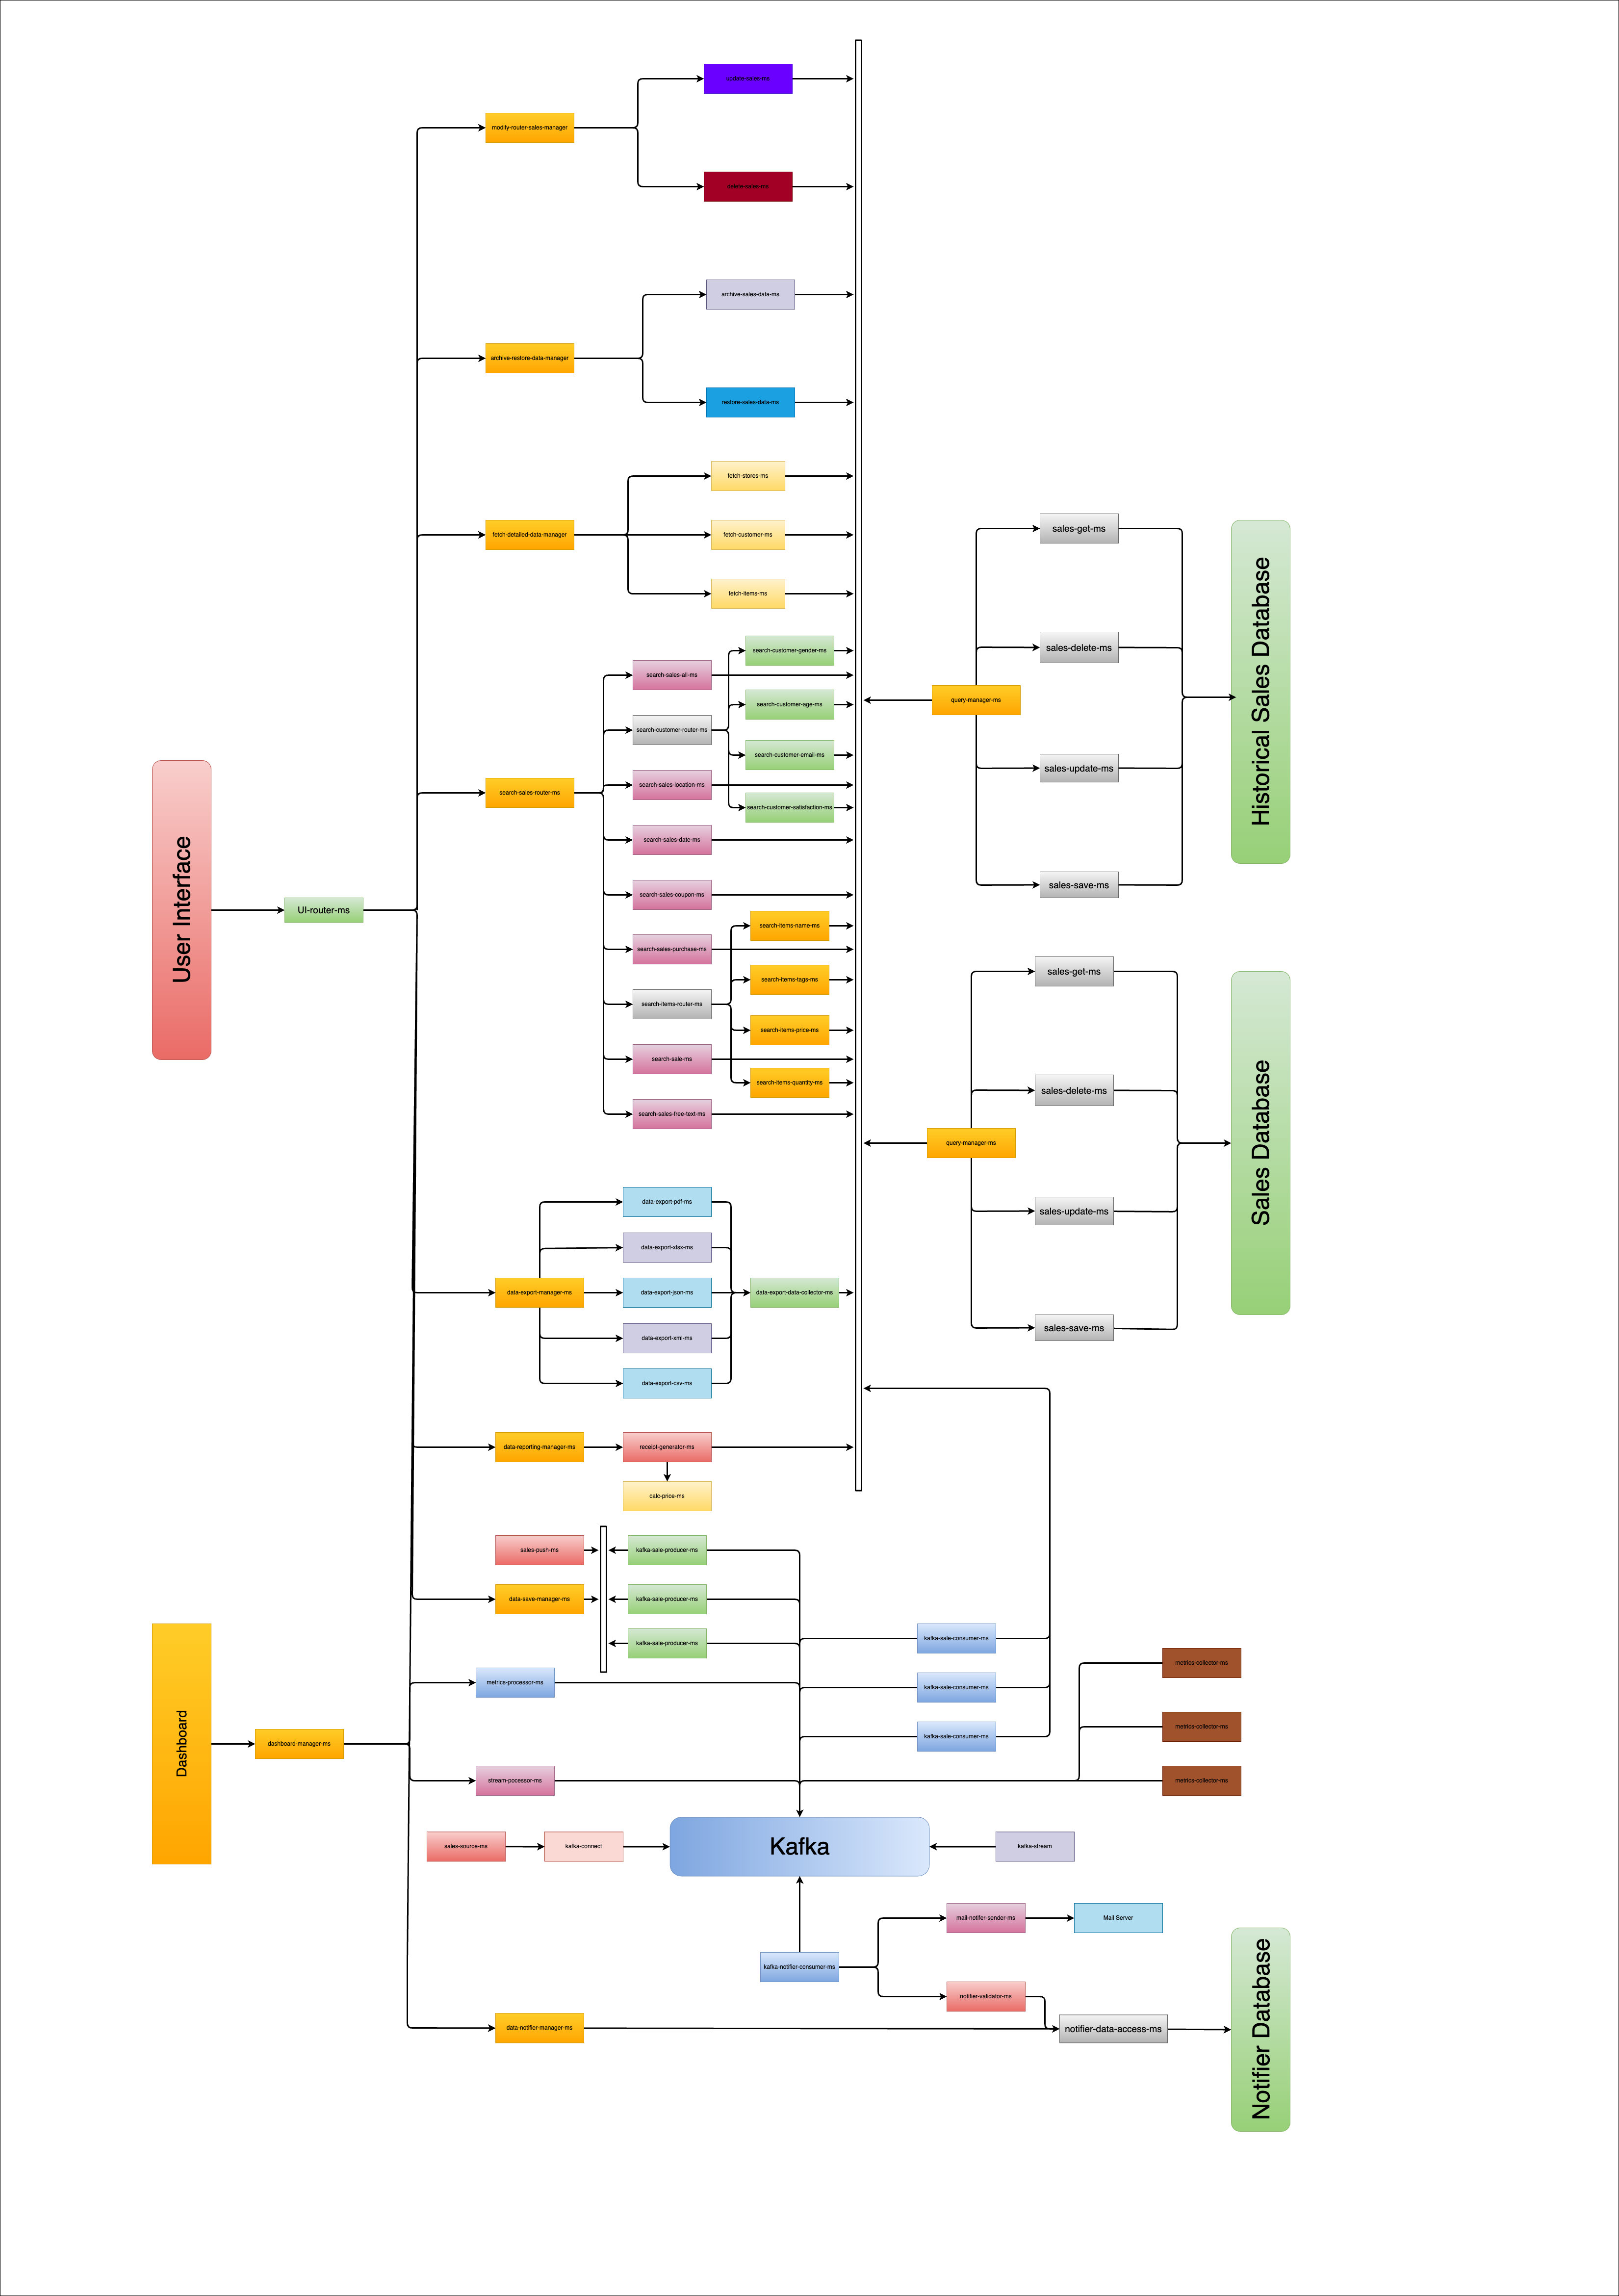 update-sales-ms
modify-router-sales-manager
delete-sales-ms
archive-sales-data-ms
archive-restore-data-manager
restore-sales-data-ms
fetch-stores-ms
fetch-detailed-data-manager
fetch-customer-ms
fetch-items-ms
search-customer-gender-ms
search-sales-all-ms
search-customer-age-ms
search-customer-router-ms
search-customer-email-ms
search-sales-location-ms
search-sales-router-ms
search-customer-satisfaction-ms
search-sales-date-ms
search-sales-coupon-ms
search-items-name-ms
search-sales-purchase-ms
search-items-tags-ms
search-items-router-ms
search-items-price-ms
search-sale-ms
search-items-quantity-ms
search-sales-free-text-ms
User Interface
UI-router-ms
sales-get-ms
sales-delete-ms
query-manager-ms
sales-update-ms
sales-save-ms
Historical Sales Database
sales-get-ms
sales-delete-ms
query-manager-ms
sales-update-ms
sales-save-ms
Sales Database
data-export-pdf-ms
data-export-xlsx-ms
data-export-manager-ms
data-export-json-ms
data-export-data-collector-ms
data-export-xml-ms
data-export-csv-ms
data-reporting-manager-ms
receipt-generator-ms
calc-price-ms
sales-push-ms
kafka-sale-producer-ms
data-save-manager-ms
kafka-sale-producer-ms
kafka-sale-producer-ms
kafka-sale-consumer-ms
metrics-collector-ms
metrics-processor-ms
kafka-sale-consumer-ms
metrics-collector-ms
kafka-sale-consumer-ms
Dashboard
dashboard-manager-ms
stream-pocessor-ms
metrics-collector-ms
sales-source-ms
kafka-connect
Kafka
kafka-stream
mail-notifer-sender-ms
Mail Server
kafka-notifier-consumer-ms
notifier-validator-ms
data-notifier-manager-ms
notifier-data-access-ms
Notifier Database